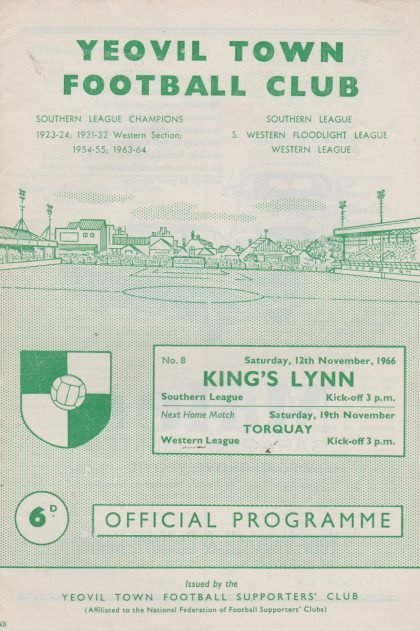 YEOVIL TOWN
FOOTBALL CLUB
SOUTHERN LEAGUE CHAMPIONS
1923-24; 1931-32 Western Section;
1954-55; 1963-64
SOUTHERN LEAGUE
S. WESTERN FLOODLIGHT LEAGUE
WESTERN LEAGUE
No. 8 Saturday, 12th November, 1966
KING'S LYNN
Southern League Kick-off 3 p.m.
Next Home Match Saturday, 19th November
TORQUAY
Western League Kick-off 3 p.m.
6D.
OFFICIAL PROGRAMME
Issued by the
YEOVIL TOWN FOOTBALL SUPPORTERS' CLUB
(Affiliated to the National Federation of Football Supporters' Clubs)